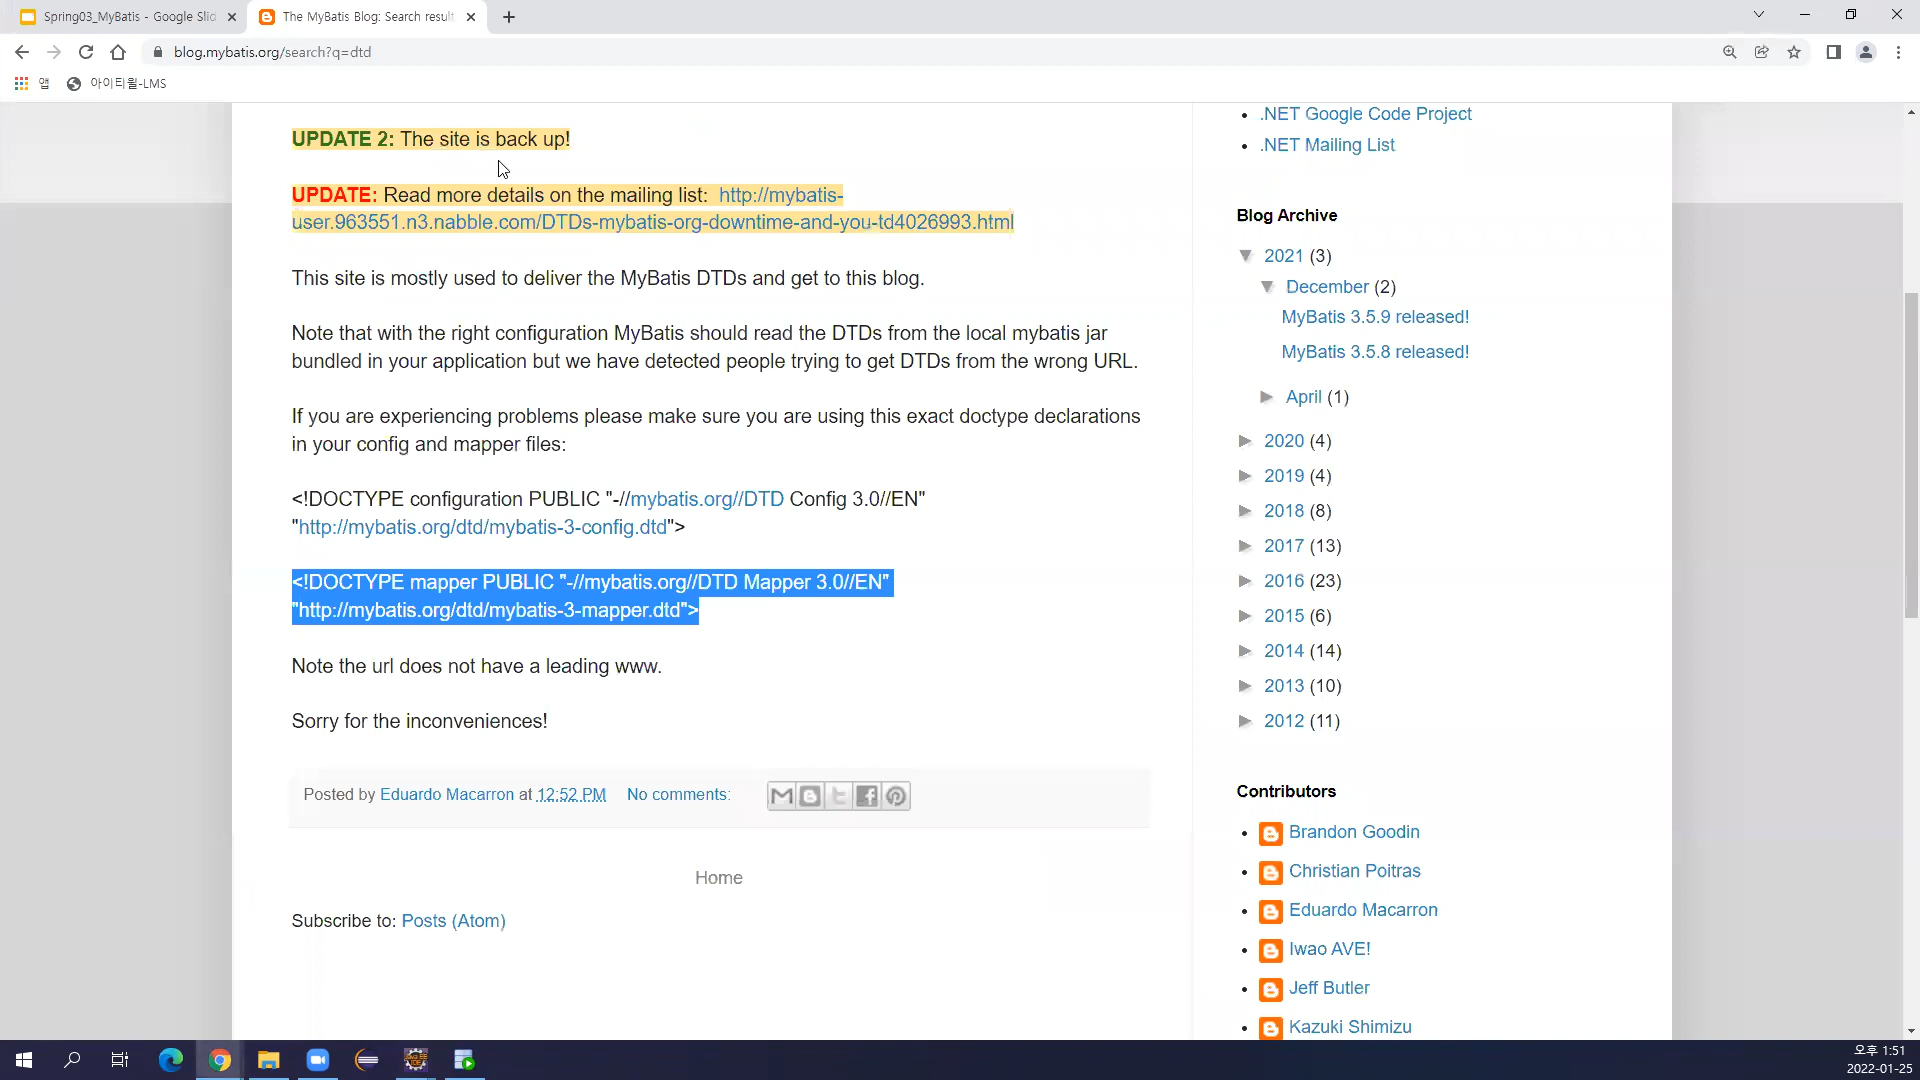 Spring03_MyBatis - Google Slid
The MyBatis Blog: Search result
blog.mybatis.org/search?q=dtd
앱
아이티윌-LMS
UPDATE 2: The site is back up!
UPDATE: Read more details on the mailing list:  http://mybatis-
user.963551.n3.nabble.com/DTDs-mybatis-org-downtime-and-you-td4026993.html
This site is mostly used to deliver the MyBatis DTDs and get to this blog.
Note that with the right configuration MyBatis should read the DTDs from the local mybatis jar
bundled in your application but we have detected people trying to get DTDs from the wrong URL.
If you are experiencing problems please make sure you are using this exact doctype declarations
in your config and mapper files:
<!DOCTYPE configuration PUBLIC "-//mybatis.org//DTD Config 3.0//EN"
"http://mybatis.org/dtd/mybatis-3-config.dtd">
<!DOCTYPE mapper PUBLIC "-//mybatis.org//DTD Mapper 3.0//EN"
"http://mybatis.org/dtd/mybatis-3-mapper.dtd">
Note the url does not have a leading www.
Sorry for the inconveniences!
Posted by Eduardo Macarron at 12:52 PM No comments:
Home
Subscribe to: Posts (Atom)
.NET Google Code Project
.NET Mailing List
Blog Archive
▼ 2021 (3)
▼ December (2)
MyBatis 3.5.9 released!
MyBatis 3.5.8 released!
► April (1)
► 2020 (4)
► 2019 (4)
► 2018 (8)
► 2017 (13)
► 2016 (23)
► 2015 (6)
► 2014 (14)
► 2013 (10)
► 2012 (11)
Contributors
Brandon Goodin
Christian Poitras
Eduardo Macarron
Iwao AVE!
Jeff Butler
Kazuki Shimizu
오후 1:51
2022-01-25